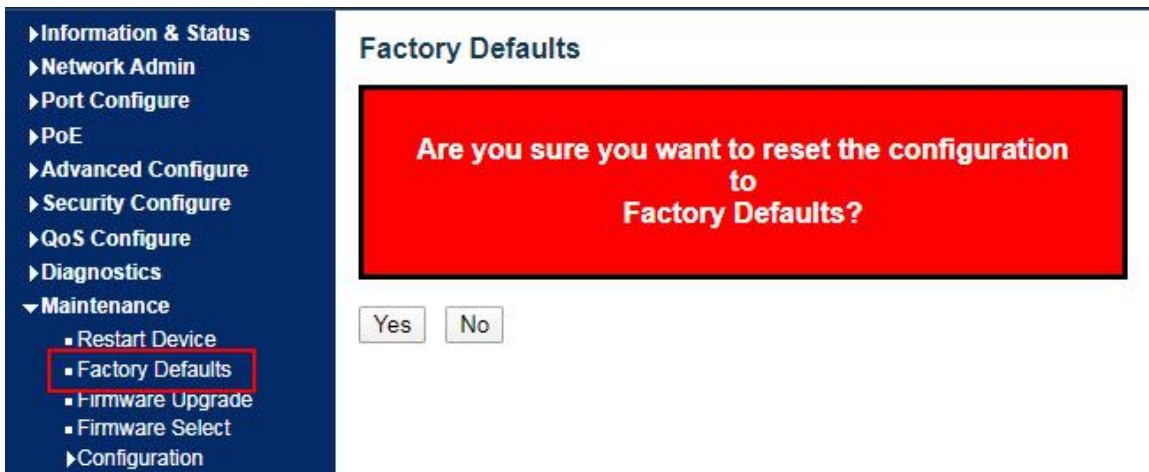 Information & Status
Network Admin
Port Configure
PoE
Advanced Configure
Security Configure
QoS Configure
Diagnostics
Maintenance
Restart Device
Factory Defaults
Firmware Upgrade
Firmware Select
Configuration
Factory Defaults
Are you sure you want to reset the configuration
to
Factory Defaults?
Yes No